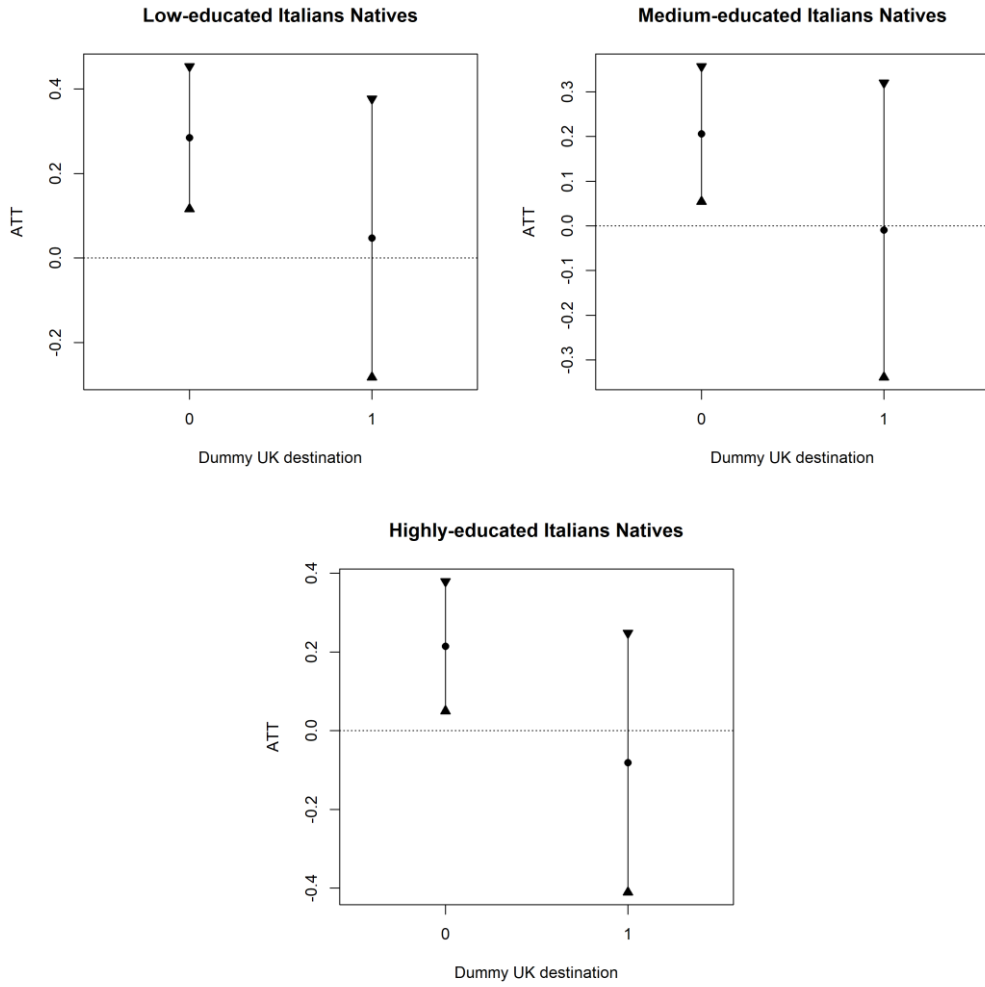 Low-educated Italians Natives
ATT
0.4
0.2
0.0
-0.2
0
1
Dummy UK destination
Medium-educated Italians Natives
ATT
0.3
0.2
0.1
0.0
-0.1
-0.2
-0.3
0
1
Dummy UK destination
Highly-educated Italians Natives
ATT
0.4
0.2
0.0
-0.2
-0.4
0
1
Dummy UK destination